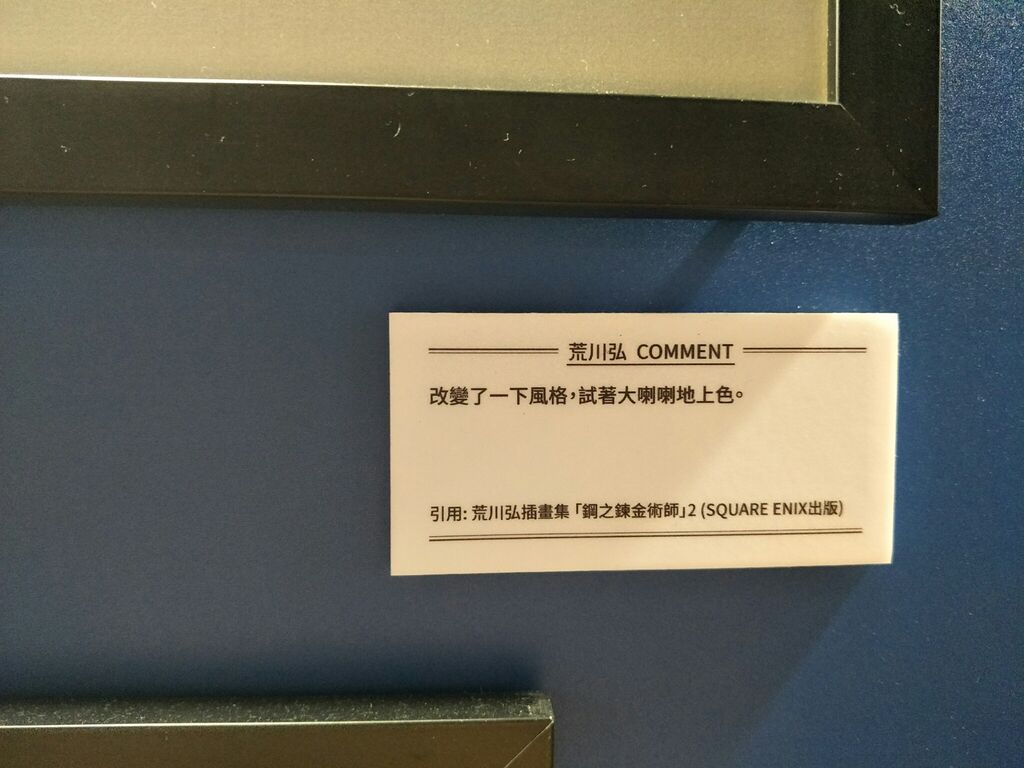 荒川弘 COMMENT
改變了一下風格，試著大喇喇地上色。
引用: 荒川弘插畫集「鋼之鍊金術師」2 (SQUARE ENIX出版)